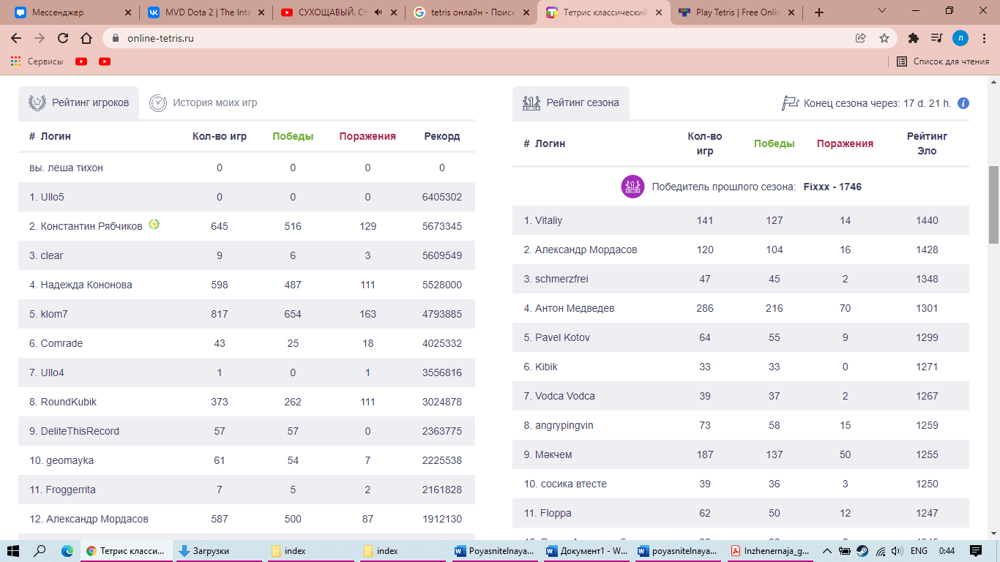 Мессенджер
MVD Dota 2 | The Inte
СУХОЩАВЫЙ. Ст
tetris онлайн - Поиск
Тетрис классический
Play Tetris | Free Onlin
online-tetris.ru
Л
Сервисы
Список для чтения
Рейтинг игроков История моих игр
# Логин Кол-во игр Победы Поражения Рекорд
вы. леша тихон 0 0 0 0
1. Ullo5 0 0 0 6405302
2. Константин Рябчиков 645 516 129 5673345
3. clear 9 6 3 5609549
4. Надежда Кононова 598 487 111 5528000
5. klom7 817 654 163 4793885
6. Comrade 43 25 18 4025332
7. Ullo4 1 0 1 3556816
8. RoundKubik 373 262 111 3024878
9. DeliteThisRecord 57 57 0 2363775
10. geomayka 61 54 7 2225538
11. Froggerrita 7 5 2 2161828
12. Александр Мордасов 587 500 87 1912130
Рейтинг сезона Конец сезона через: 17 d. 21 h.
# Логин Кол-во игр Победы Поражения Рейтинг Эло
Победитель прошлого сезона: Fixxx - 1746
1. Vitaliy 141 127 14 1440
2. Александр Мордасов 120 104 16 1428
3. schmerzfrei 47 45 2 1348
4. Антон Медведев 286 216 70 1301
5. Pavel Kotov 64 55 9 1299
6. Kibik 33 33 0 1271
7. Vodca Vodca 39 37 2 1267
8. angrypingvin 73 58 15 1259
9. Мәкчем 187 137 50 1255
10. сосика втесте 39 36 3 1250
11. Floppa 62 50 12 1247
Тетрис класси...
Загрузки
index
index
Poyasnitelnaya...
Документ1 - W...
poyasnitelnaya...
Inzhenernaja_g...
ENG
0:44